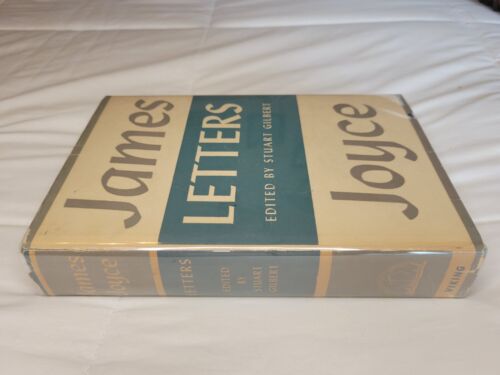 James
LETTERS
EDITED BY STUART GILBERT
Joyce
James
Joyce
LETTERS
EDITED
BY
STUART
GILBERT
VIKING